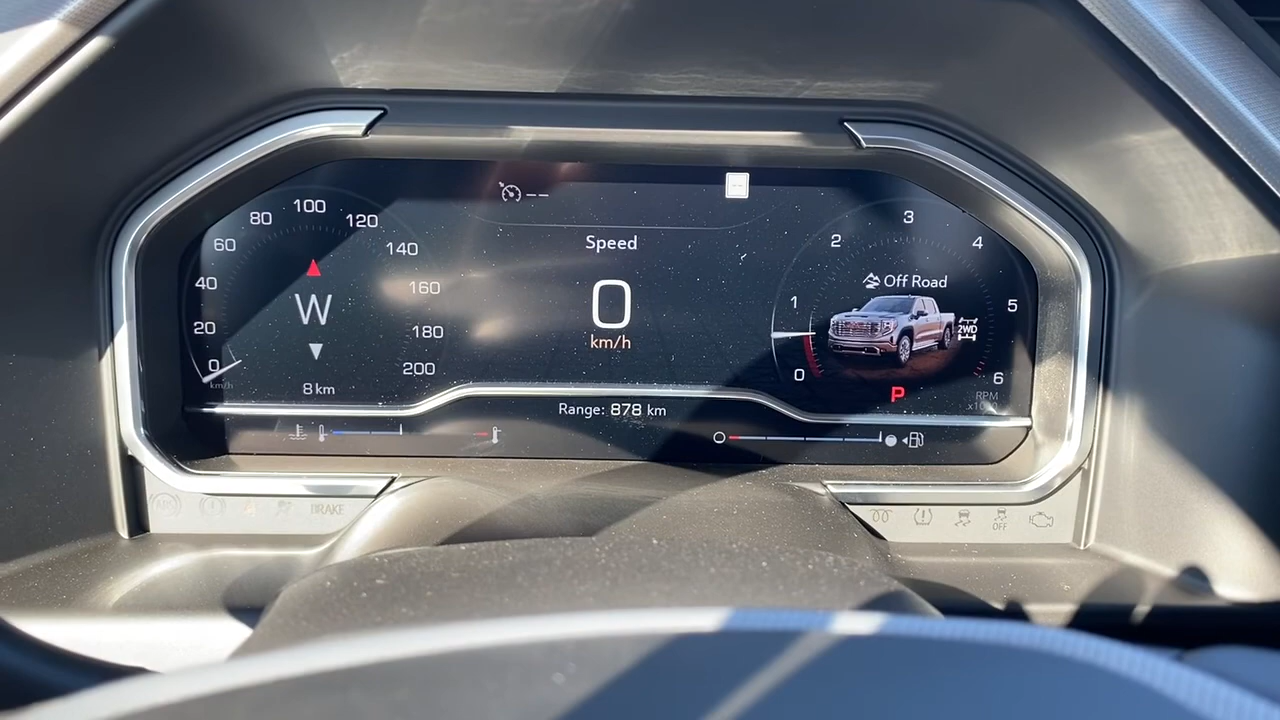 --
Speed
0
km/h
0
20
40
60
80
100
120
140
160
180
200
km/h
W
8 km
0
1
2
3
4
5
6
RPM
Off Road
2WD
P
Range: 878 km
BRAKE
OFF